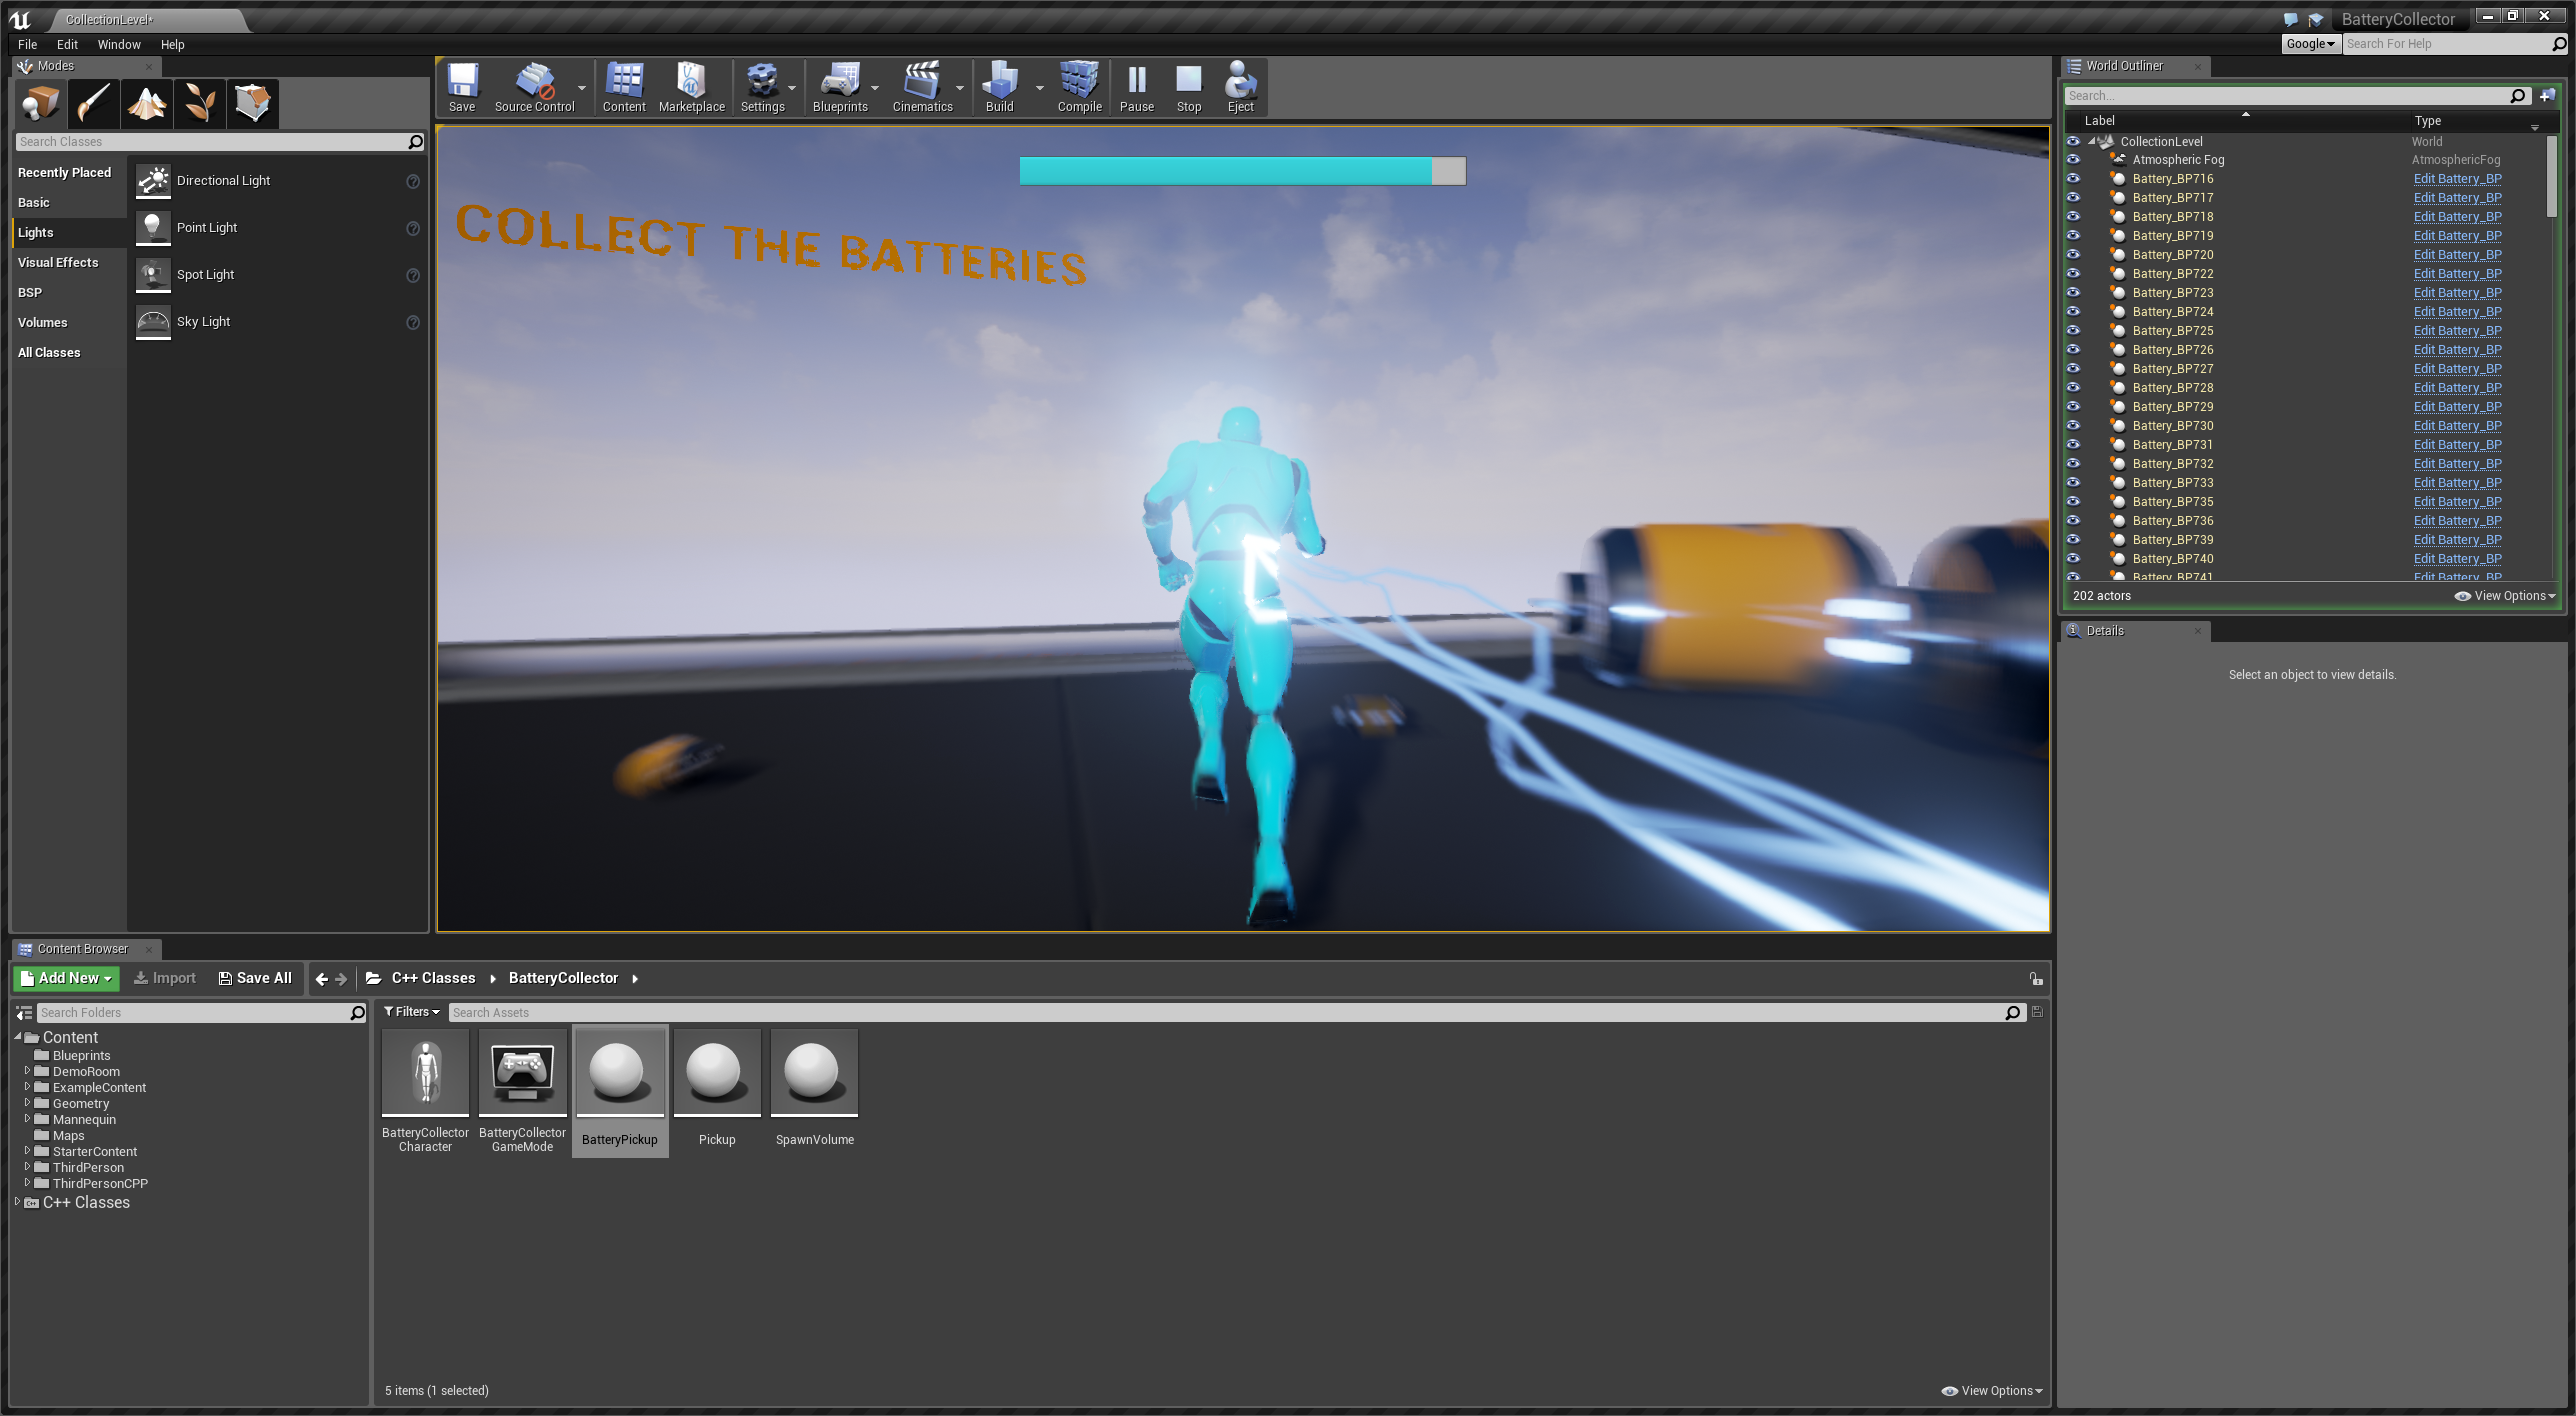 CollectionLevel*
BatteryCollector
File Edit Window Help
Google
Search For Help
Modes
Search Classes
Recently Placed
Basic
Lights
Visual Effects
BSP
Volumes
All Classes
Directional Light
Point Light
Spot Light
Sky Light
Save
Source Control
Content
Marketplace
Settings
Blueprints
Cinematics
Build
Compile
Pause
Stop
Eject
COLLECT THE BATTERIES
World Outliner
Search...
Label Type
CollectionLevel World
Atmospheric Fog AtmosphericFog
Battery_BP716 Edit Battery_BP
Battery_BP717 Edit Battery_BP
Battery_BP718 Edit Battery_BP
Battery_BP719 Edit Battery_BP
Battery_BP720 Edit Battery_BP
Battery_BP722 Edit Battery_BP
Battery_BP723 Edit Battery_BP
Battery_BP724 Edit Battery_BP
Battery_BP725 Edit Battery_BP
Battery_BP726 Edit Battery_BP
Battery_BP727 Edit Battery_BP
Battery_BP728 Edit Battery_BP
Battery_BP729 Edit Battery_BP
Battery_BP730 Edit Battery_BP
Battery_BP731 Edit Battery_BP
Battery_BP732 Edit Battery_BP
Battery_BP733 Edit Battery_BP
Battery_BP735 Edit Battery_BP
Battery_BP736 Edit Battery_BP
Battery_BP739 Edit Battery_BP
Battery_BP740 Edit Battery_BP
Battery_BP741 Edit Battery_BP
202 actors
View Options
Details
Select an object to view details.
Content Browser
Add New
Import
Save All
C++ Classes
BatteryCollector
Search Folders
Content
Blueprints
DemoRoom
ExampleContent
Geometry
Mannequin
Maps
StarterContent
ThirdPerson
ThirdPersonCPP
C++ Classes
Filters
Search Assets
BatteryCollector
Character
BatteryCollector
GameMode
BatteryPickup
Pickup
SpawnVolume
5 items (1 selected)
View Options